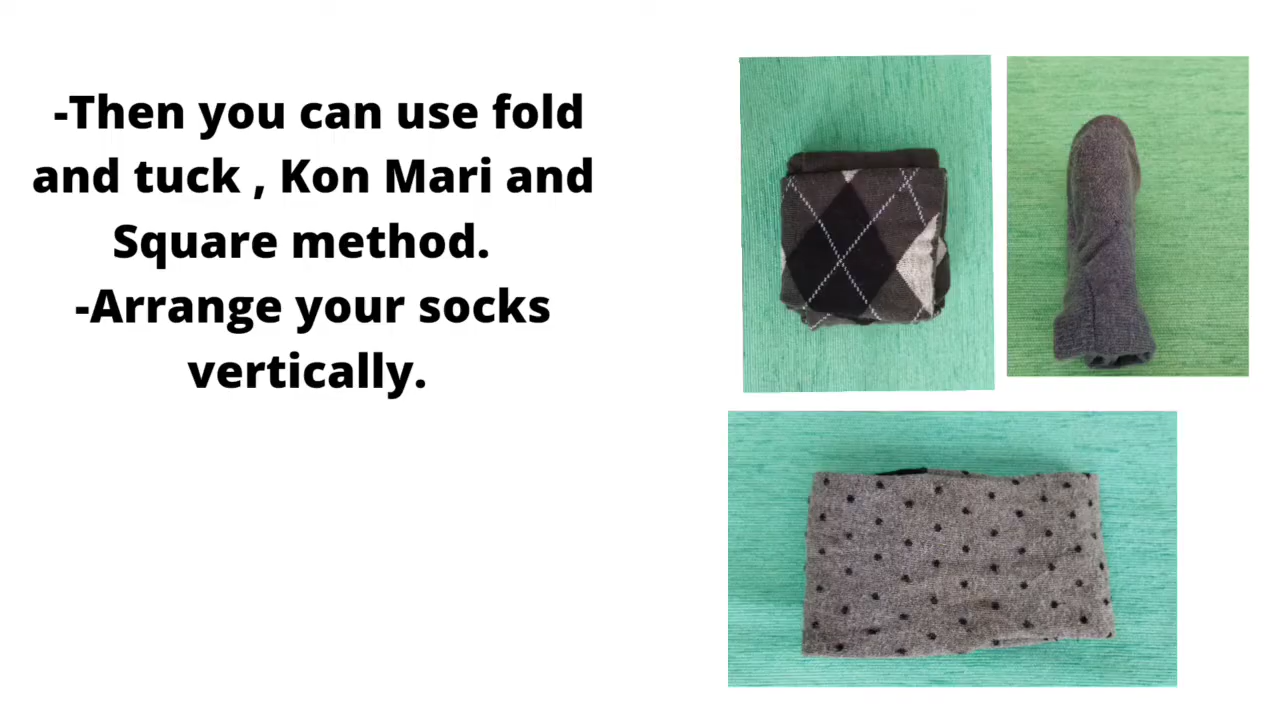 -Then you can use fold
and tuck , Kon Mari and
Square method.
-Arrange your socks
vertically.